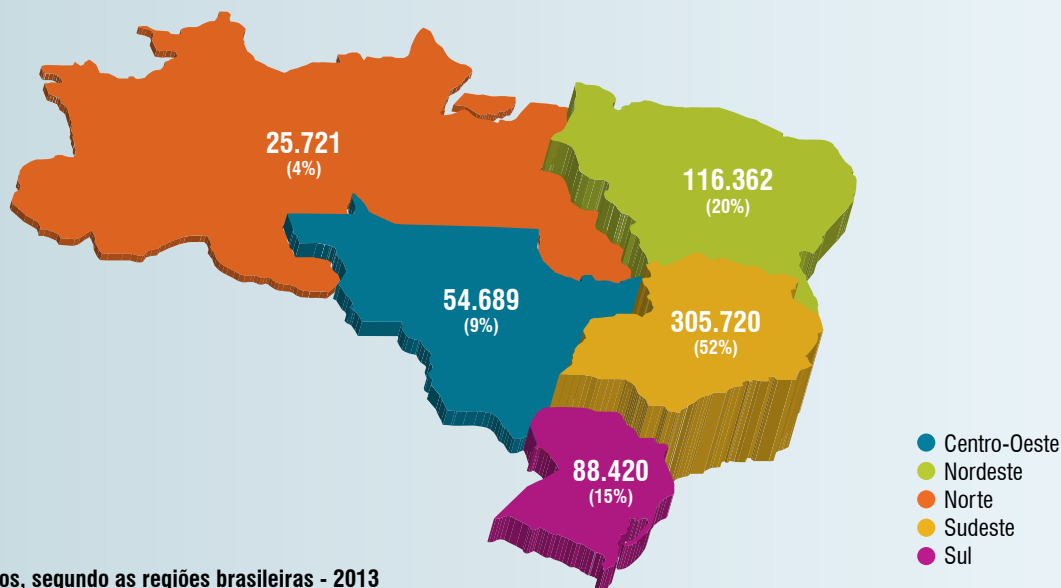 25.721
(4%)
116.362
(20%)
54.689
(9%)
305.720
(52%)
88.420
(15%)
Centro-Oeste
Nordeste
Norte
Sudeste
Sul
segundo as regiões brasileiras - 2013